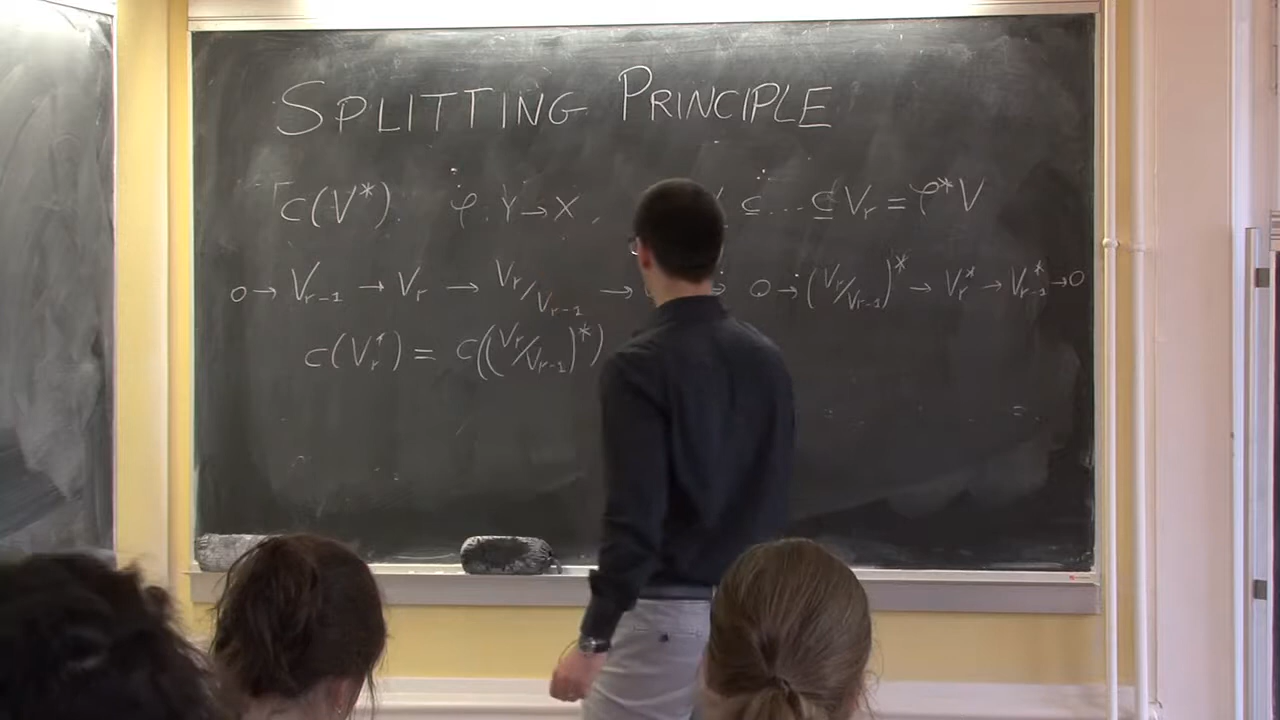 SPLITTING PRINCIPLE
c(V*). φ: Y→X, ⊆ ... ⊆ V_r = φ*V
0 → V_{r-1} → V_r → V_r/V_{r-1} → 0 → (V_r/V_{r-1})* → V_r* → V_{r-1}* → 0
c(V_r*) = c((V_r/V_{r-1})*)